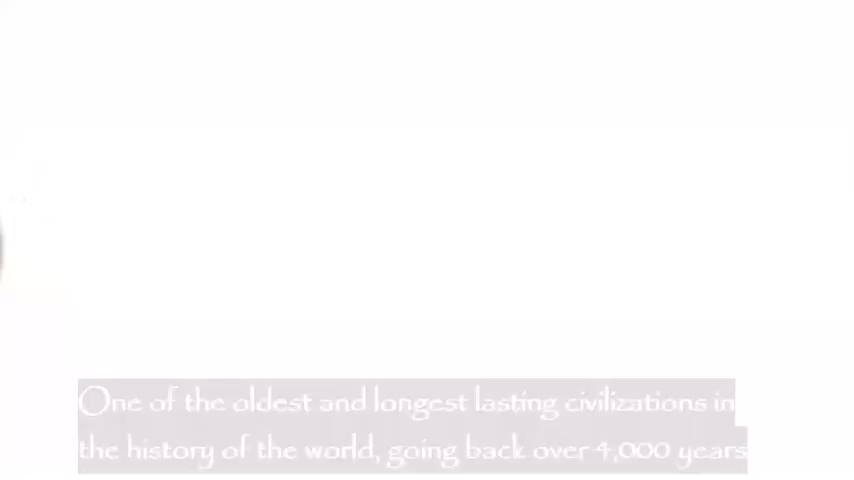 One of the oldest and longest lasting civilizations in
the history of the world, going back over 4,000 years